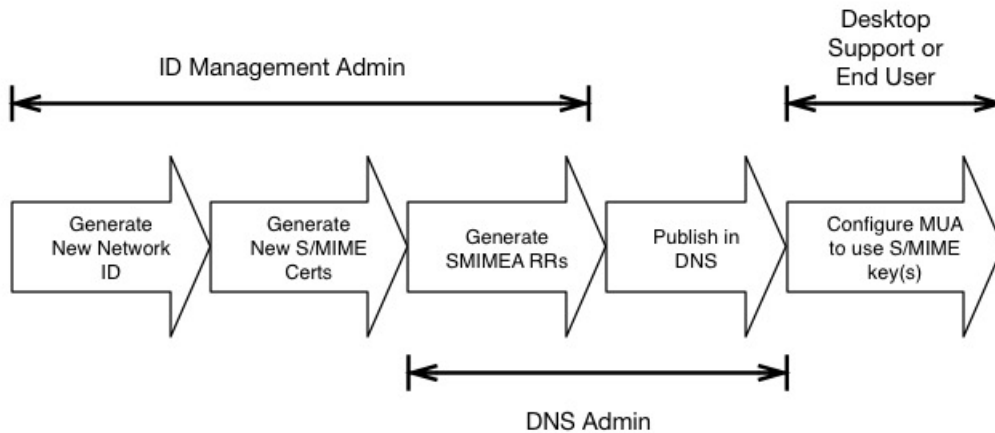 ID Management Admin
Desktop
Support or
End User
Generate
New Network
ID
Generate
New S/MIME
Certs
Generate
SMIMEA RRs
Publish in
DNS
Configure MUA
to use S/MIME
key(s)
DNS Admin